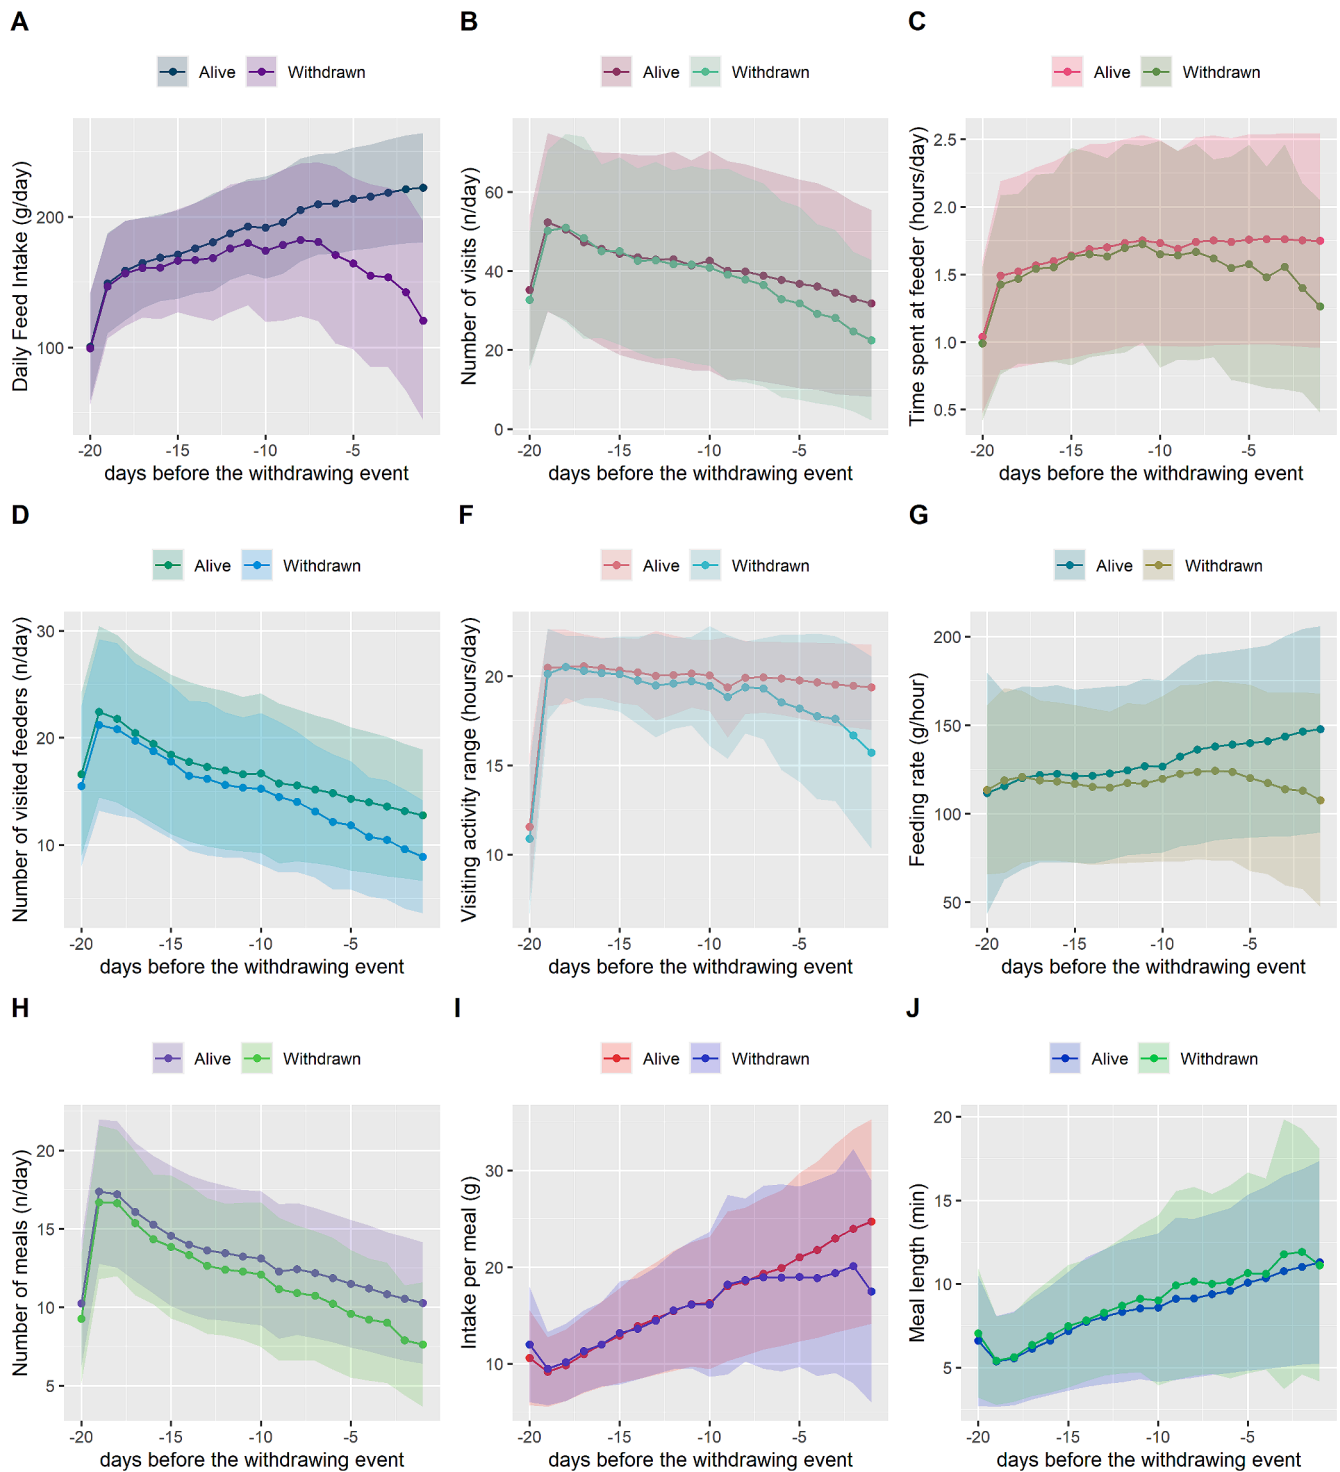 A
B
C
Alive Withdrawn
Alive Withdrawn
Alive Withdrawn
Daily Feed Intake (g/day)
200
100
-20 -15 -10 -5
days before the withdrawing event
Number of visits (n/day)
60
40
20
0
-20 -15 -10 -5
days before the withdrawing event
Time spent at feeder (hours/day)
2.5
2.0
1.5
1.0
0.5
-20 -15 -10 -5
days before the withdrawing event
D
F
G
Alive Withdrawn
Alive Withdrawn
Alive Withdrawn
Number of visited feeders (n/day)
30
20
10
-20 -15 -10 -5
days before the withdrawing event
Visiting activity range (hours/day)
20
15
10
-20 -15 -10 -5
days before the withdrawing event
Feeding rate (g/hour)
200
150
100
50
-20 -15 -10 -5
days before the withdrawing event
H
I
J
Alive Withdrawn
Alive Withdrawn
Alive Withdrawn
Number of meals (n/day)
20
15
10
5
-20 -15 -10 -5
days before the withdrawing event
Intake per meal (g)
30
20
10
-20 -15 -10 -5
days before the withdrawing event
Meal length (min)
20
15
10
5
-20 -15 -10 -5
days before the withdrawing event